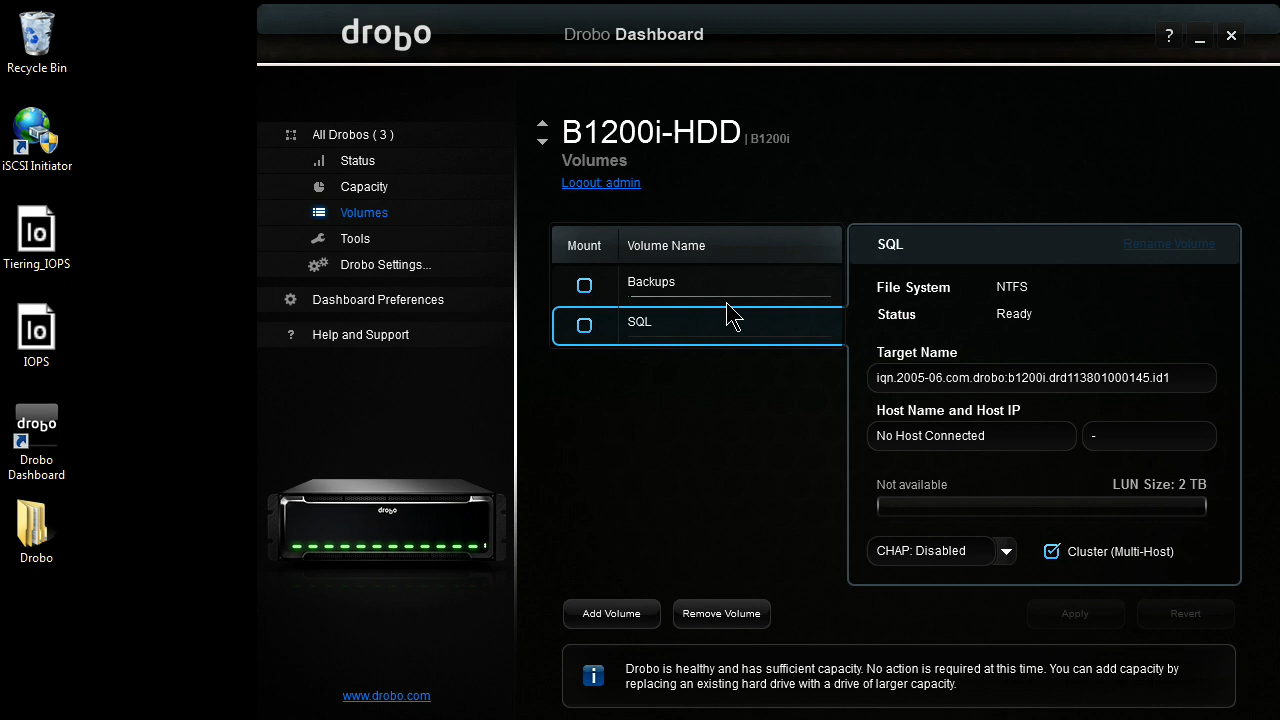 Recycle Bin
iSCSI Initiator
Io
Tiering_IOPS
Io
IOPS
drobo
Drobo
Dashboard
Drobo
drobo
Drobo Dashboard
?
All Drobos ( 3 )
Status
Capacity
Volumes
Tools
Drobo Settings...
Dashboard Preferences
? Help and Support
drobo
www.drobo.com
B1200i-HDD | B1200i
Volumes
Logout: admin
Mount Volume Name
Backups
SQL
SQL Rename Volume
File System NTFS
Status Ready
Target Name
iqn.2005-06.com.drobo:b1200i.drd113801000145.id1
Host Name and Host IP
No Host Connected -
Not available LUN Size: 2 TB
CHAP: Disabled Cluster (Multi-Host)
Add Volume Remove Volume Apply Revert
i
Drobo is healthy and has sufficient capacity. No action is required at this time. You can add capacity by
replacing an existing hard drive with a drive of larger capacity.